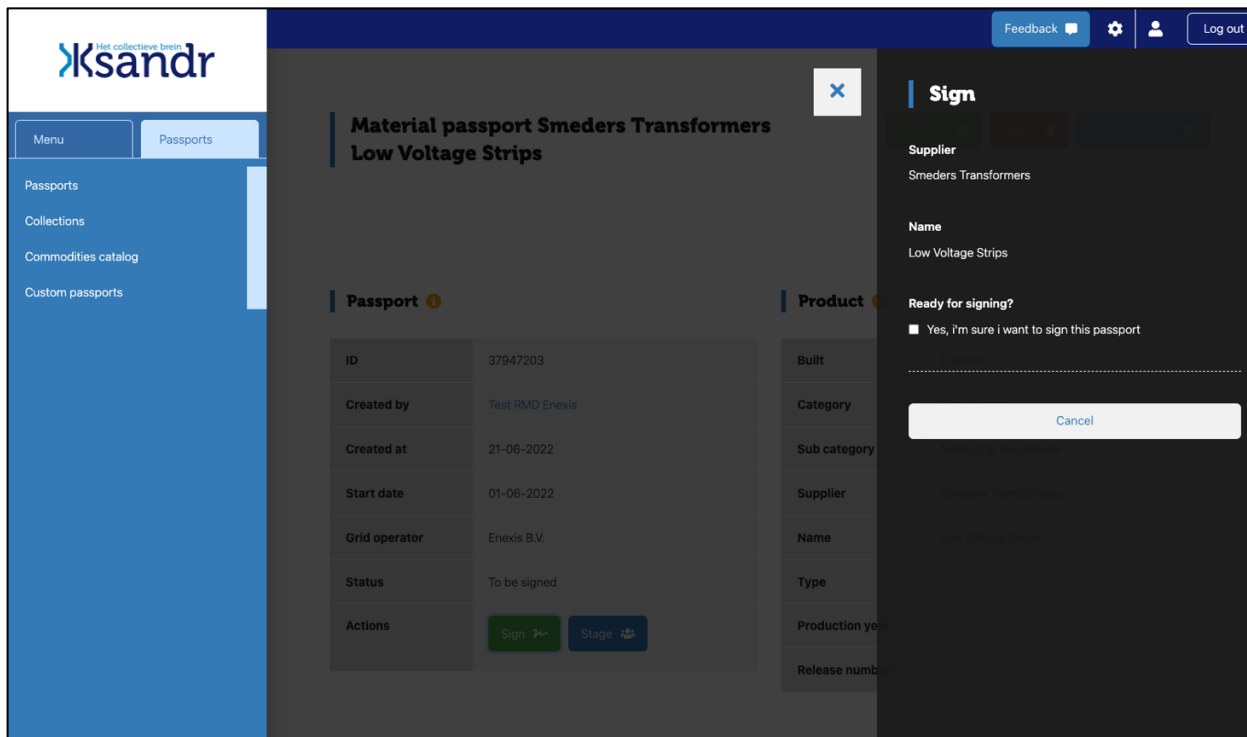 Het collectieve brein
Ksandr
Feedback
Log out
Menu
Passports
Passports
Collections
Commodities catalog
Custom passports
Material passport Smeders Transformers
Low Voltage Strips
Passport
ID 37947203
Created by Test RMD Enexis
Created at 21-06-2022
Start date 01-06-2022
Grid operator Enexis B.V.
Status To be signed
Actions Sign Stage
Product
Built
Category
Sub category
Supplier
Name
Type
Production
Release
Sign
Supplier
Smeders Transformers
Name
Low Voltage Strips
Ready for signing?
Yes, i'm sure i want to sign this passport
Cancel